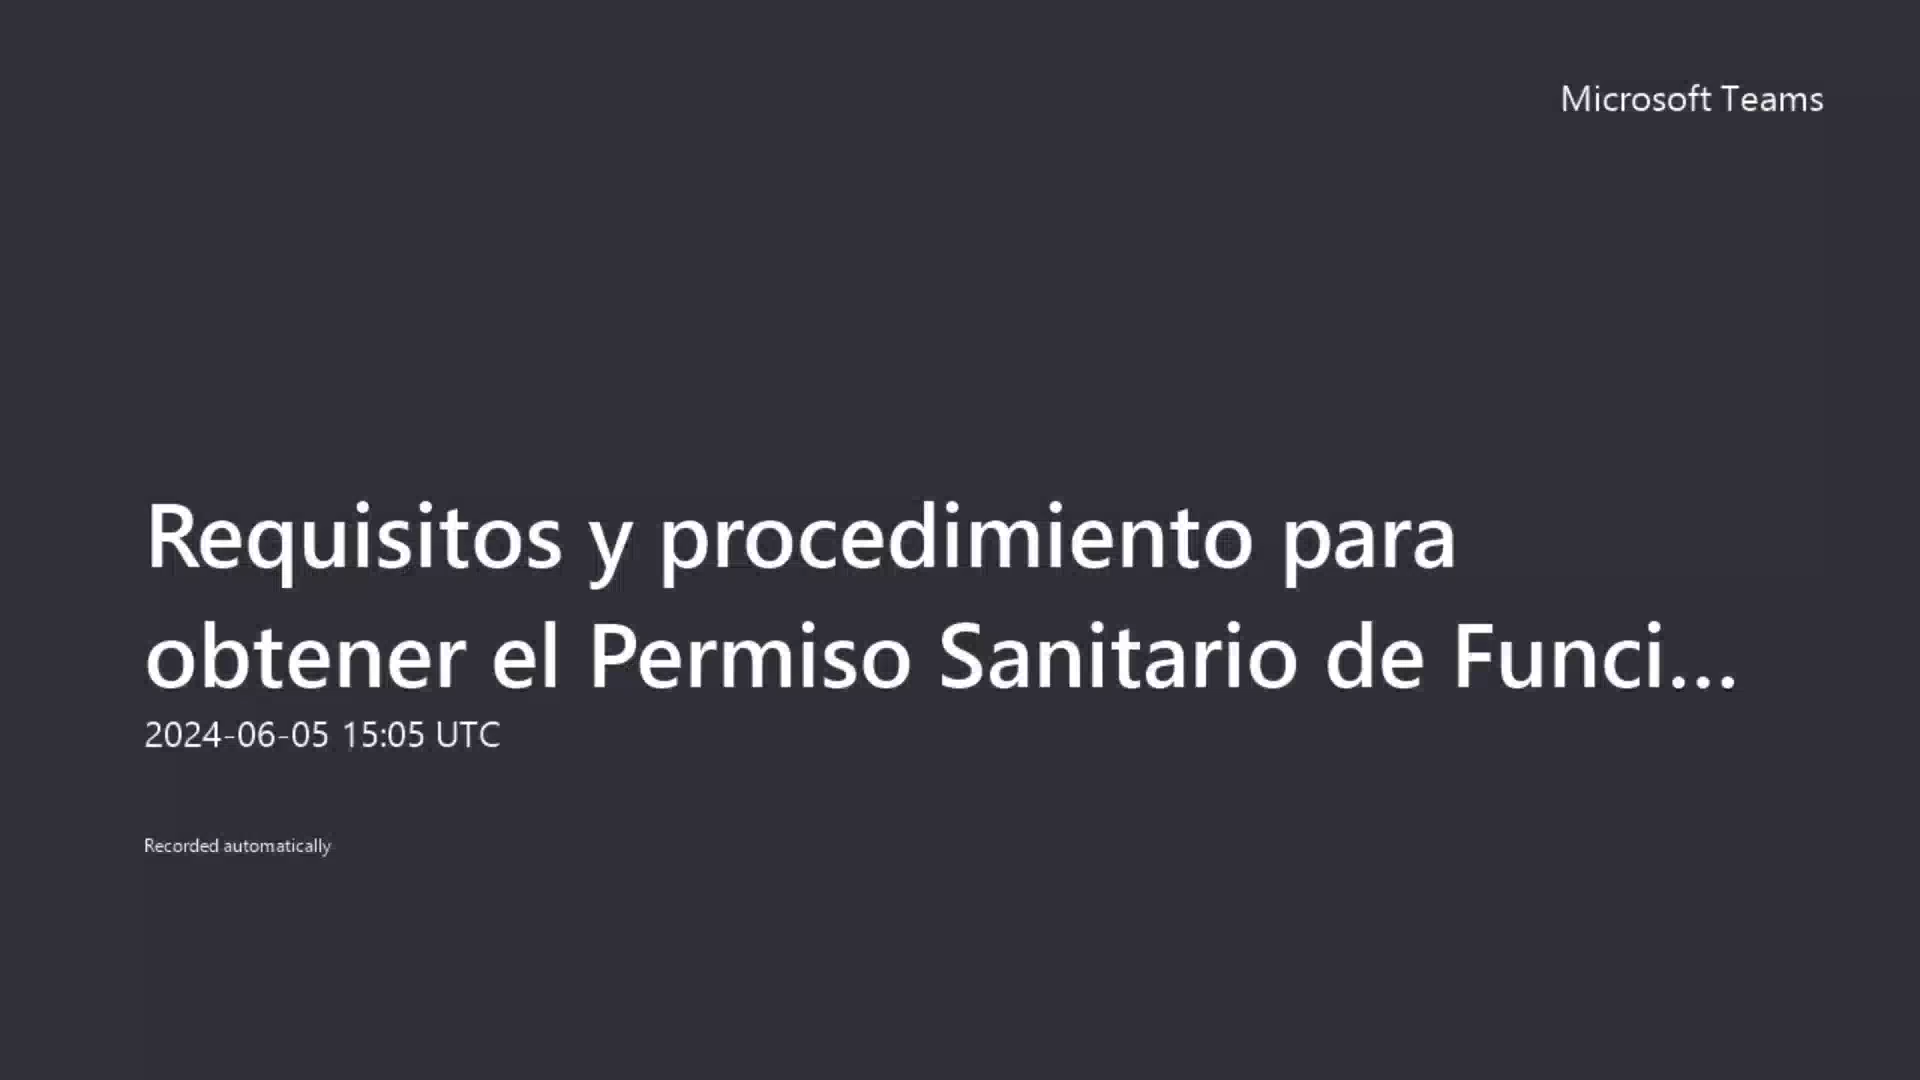 Microsoft Teams
Requisitos y procedimiento para
obtener el Permiso Sanitario de Funci...
2024-06-05 15:05 UTC
Recorded automatically